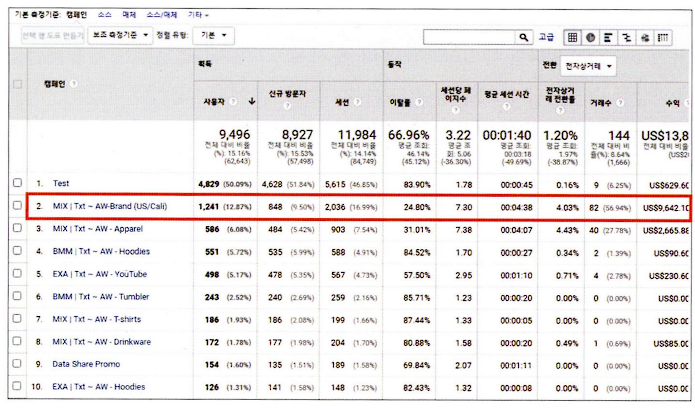 기본 측정기준: 캠페인 소스 매체 소스/매체 기타
선택 행 도표 만들기 보조 측정기준 정렬 유형: 기본 고급
캠페인 획득 동작 전환 전자상거래
사용자 신규 방문자 세션 이탈률 세션당 페이지수 평균 세션 시간 전자상거래 전환율 거래수 수익
9,496 8,927 11,984 66.96% 3.22 00:01:40 1.20% 144 US$13,8
전체 대비 비율(%): 15.16% (62,643) 전체 대비 비율(%): 15.53% (57,498) 전체 대비 비율(%): 14.14% (84,749) 평균 조회: 46.14% (45.12%) 평균 조회: 5.06 (-36.30%) 평균 조회: 00:03:18 (-49.69%) 평균 조회: 1.97% (-38.87%) 전체 대비 비율(%): 8.64% (1,666) 전체 대비 비
1. Test 4,829 (50.09%) 4,628 (51.84%) 5,615 (46.85%) 83.90% 1.78 00:00:45 0.16% 9 (6.25%) US$629.6
2. MIX | Txt ~ AW-Brand (US/Cali) 1,241 (12.87%) 848 (9.50%) 2,036 (16.99%) 24.80% 7.30 00:04:38 4.03% 82 (56.94%) US$9,642.10
3. MIX | Txt ~ AW - Apparel 586 (6.08%) 484 (5.42%) 903 (7.54%) 31.01% 7.38 00:04:07 4.43% 40 (27.78%) US$2,665.88
4. BMM | Txt ~ AW - Hoodies 551 (5.72%) 535 (5.99%) 588 (4.91%) 84.52% 1.70 00:00:27 0.34% 2 (1.39%) US$90.60
5. EXA | Txt ~ AW - YouTube 498 (5.17%) 478 (5.35%) 567 (4.73%) 57.50% 2.95 00:01:10 0.71% 4 (2.78%) US$230.60
6. BMM | Txt ~ AW - Tumbler 243 (2.52%) 240 (2.69%) 259 (2.16%) 85.71% 1.23 00:00:20 0.00% 0 (0.00%) US$0.0
7. MIX | Txt ~ AW - T-shirts 186 (1.93%) 186 (2.08%) 199 (1.66%) 87.44% 1.33 00:00:05 0.00% 0 (0.00%) US$0.00
8. MIX | Txt ~ AW - Drinkware 172 (1.78%) 177 (1.98%) 204 (1.70%) 80.88% 1.58 00:00:20 0.49% 1 (0.69%) US$85.00
9. Data Share Promo 154 (1.60%) 135 (1.51%) 189 (1.58%) 69.84% 2.07 00:01:11 0.00% 0 (0.00%) US$0.0
10. EXA | Txt ~ AW - Hoodies 126 (1.31%) 141 (1.58%) 148 (1.23%) 82.43% 1.32 00:00:08 0.00% 0 (0.00%) US$0.0